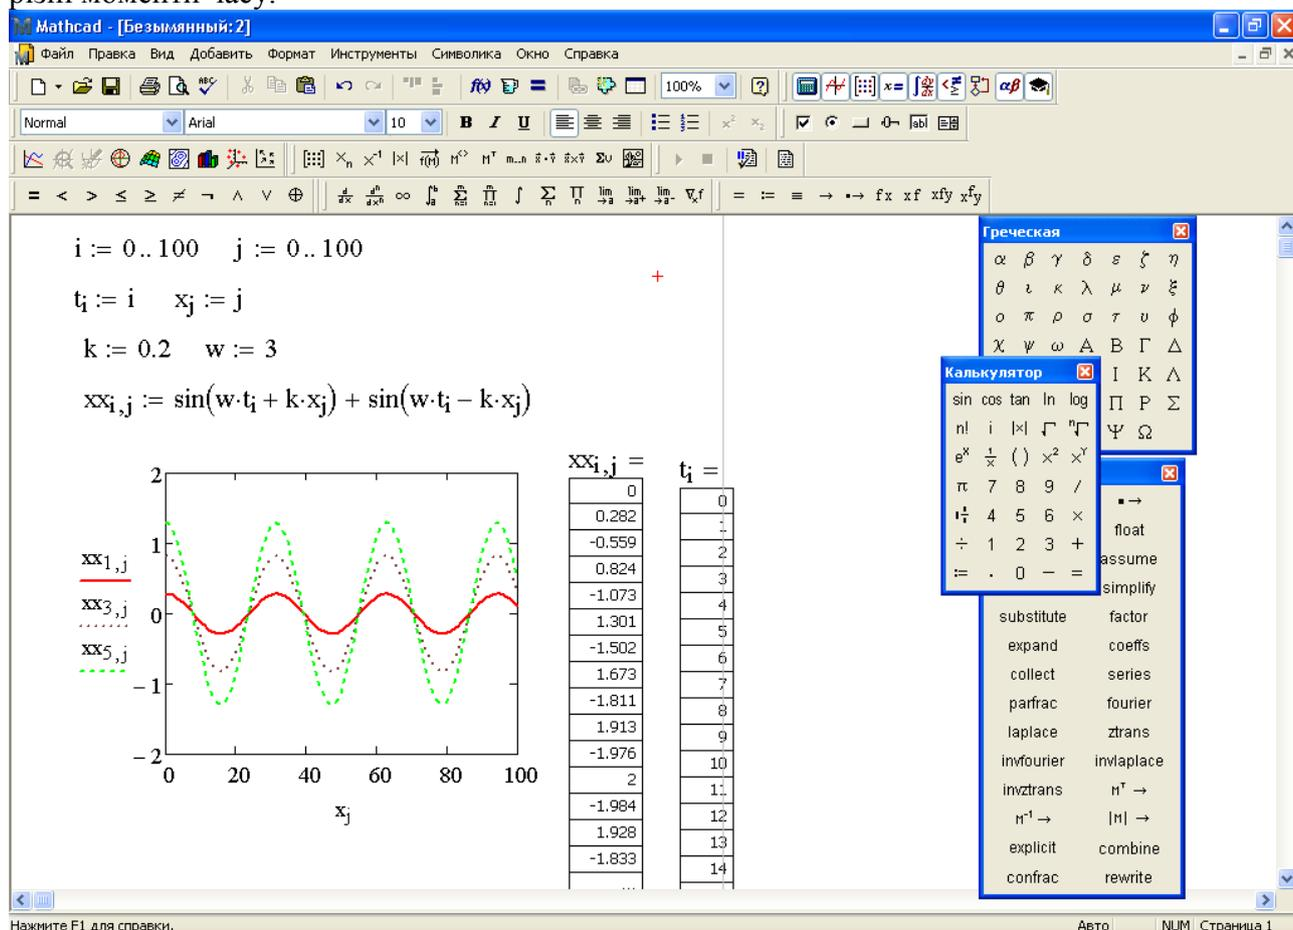 різні моменти часу.
Mathcad - [Безымянный:2]
Файл Правка Вид Добавить Формат Инструменты Символика Окно Справка
100%
Normal Arial 10 B I U
i := 0 .. 100 j := 0 .. 100
t_i := i x_j := j
k := 0.2 w := 3
xx_i,j := sin(w·t_i + k·x_j) + sin(w·t_i − k·x_j)
2
1
0
−1
−2
0 20 40 60 80 100
x_j
xx_1,j
xx_3,j
xx_5,j
xx_i,j =
0
0.282
-0.559
0.824
-1.073
1.301
-1.502
1.673
-1.811
1.913
-1.976
2
-1.984
1.928
-1.833
...
t_i =
0
1
2
3
4
5
6
7
8
9
10
11
12
13
14
Греческая
α β γ δ ε ζ η
θ ι κ λ μ ν ξ
ο π ρ σ τ υ φ
χ ψ ω Α Β Γ Δ
Ι Κ Λ
Π Ρ Σ
Ψ Ω
Калькулятор
sin cos tan ln log
n! i |×| √ ⁿ√
e^x 1/x ( ) ×² ×^Y
π 7 8 9 /
4 5 6 ×
÷ 1 2 3 +
:= . 0 − =
▪ →
float
assume
simplify
substitute factor
expand coeffs
collect series
parfrac fourier
laplace ztrans
invfourier invlaplace
invztrans M^T →
M^-1 → |M| →
explicit combine
confrac rewrite
Нажмите F1 для справки. Авто NUM Страница 1